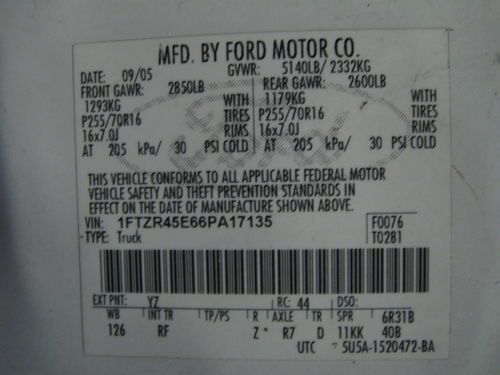 MFD. BY FORD MOTOR CO.
DATE: 09/05 GVWR: 5140LB/ 2332KG
FRONT GAWR: 2850LB REAR GAWR: 2600LB
1293KG WITH 1179KG WITH
P255/70R16 TIRES P255/70R16 TIRES
16x7.0J RIMS 16x7.0J RIMS
AT 205 kPa/ 30 PSI COLD AT 205 kPa/ 30 PSI COLD
Ford
THIS VEHICLE CONFORMS TO ALL APPLICABLE FEDERAL MOTOR
VEHICLE SAFETY AND THEFT PREVENTION STANDARDS IN
EFFECT ON THE DATE OF MANUFACTURE SHOWN ABOVE.
VIN: 1FTZR45E66PA17135 F0076
TYPE: Truck T0281
EXT PNT: YZ RC: 44 DSO:
WB INT TR TP/PS R AXLE TR SPR 6R31B
126 RF Z * R7 D 11KK 40B
UTC 5U5A-1520472-BA